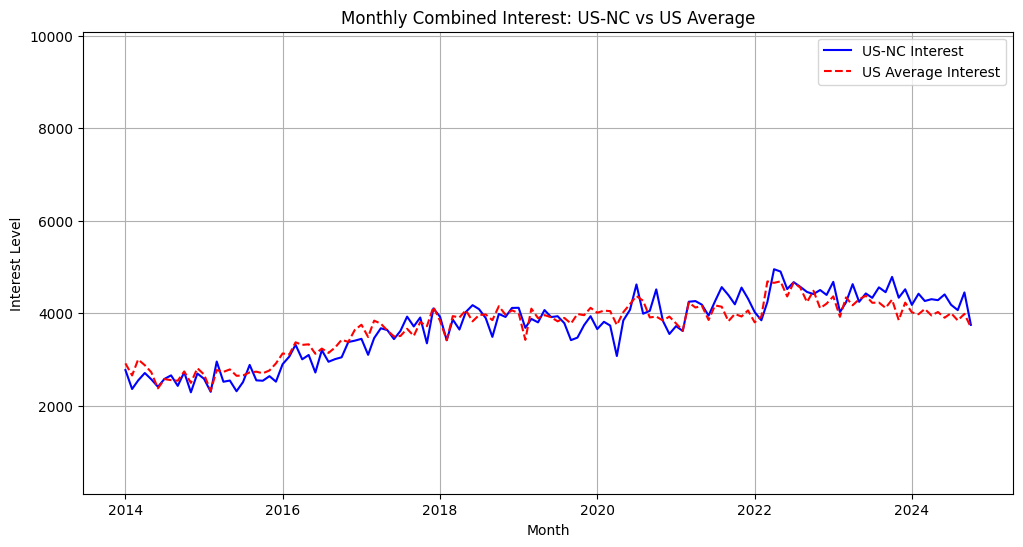 Monthly Combined Interest: US-NC vs US Average
10000
8000
6000
4000
2000
Interest Level
US-NC Interest
US Average Interest
2014 2016 2018 2020 2022 2024
Month